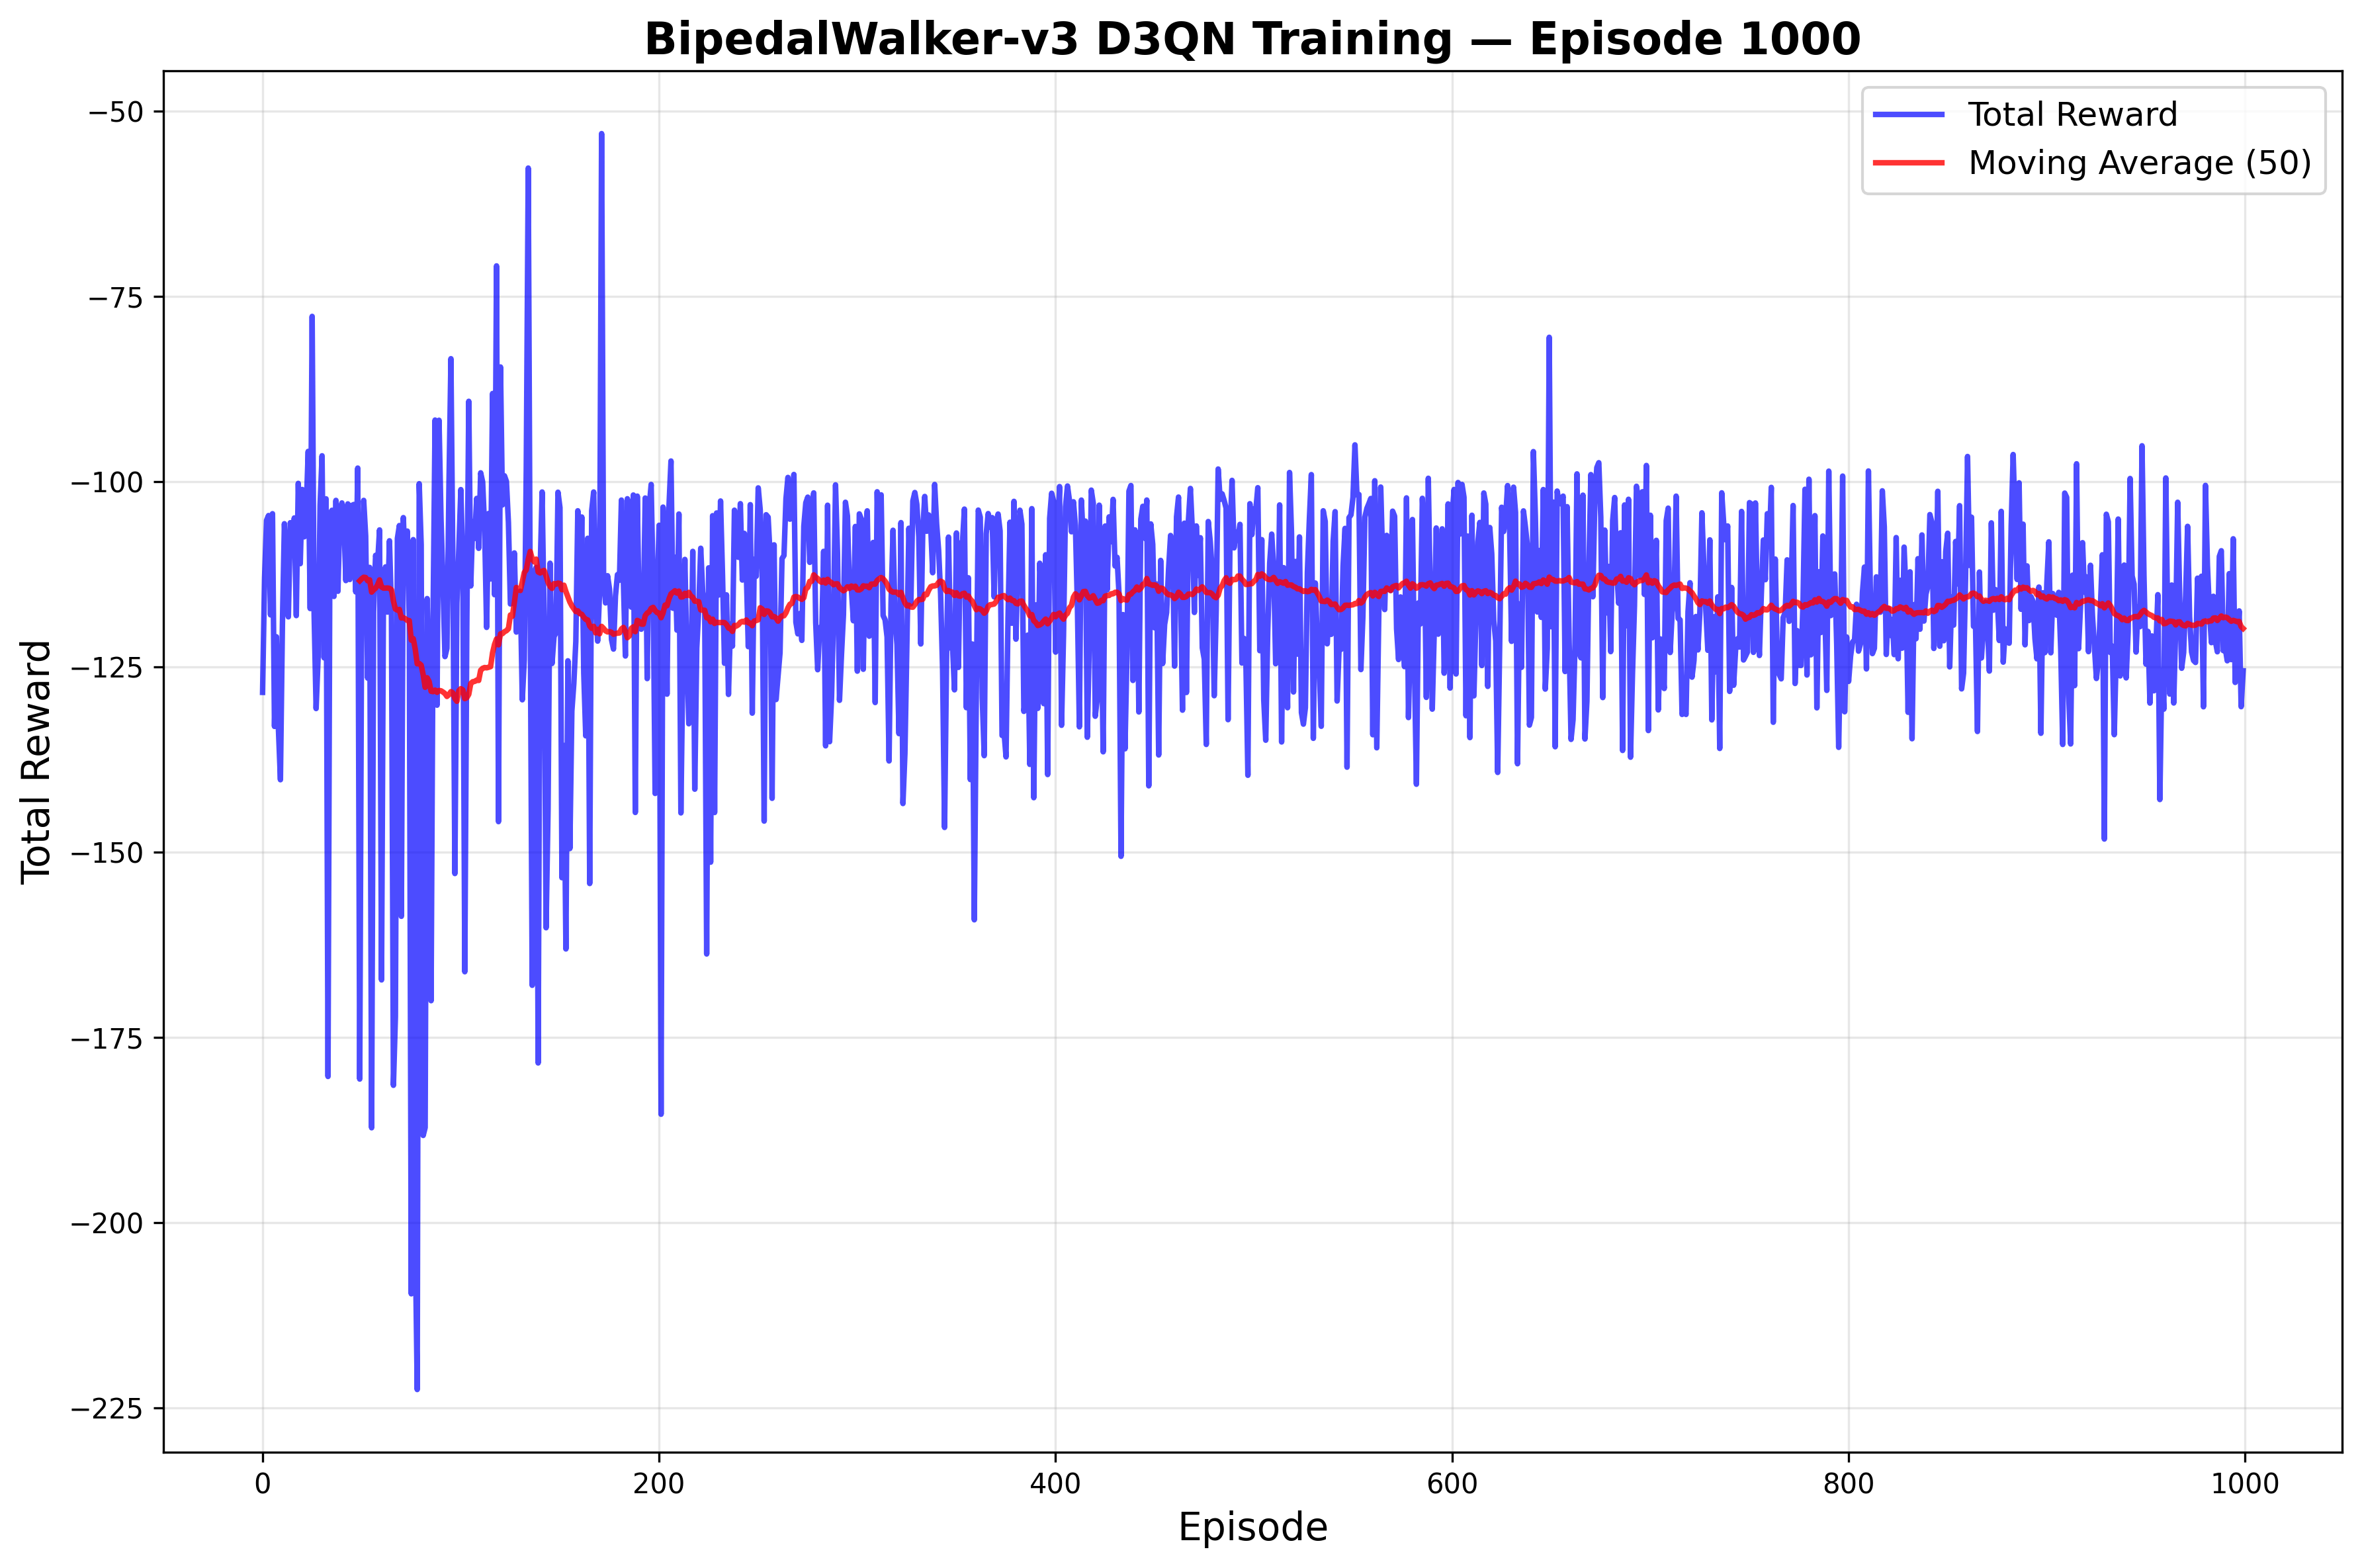 BipedalWalker-v3 D3QN Training — Episode 1000
Total Reward
Moving Average (50)
−50
−75
−100
−125
−150
−175
−200
−225
Total Reward
0 200 400 600 800 1000
Episode